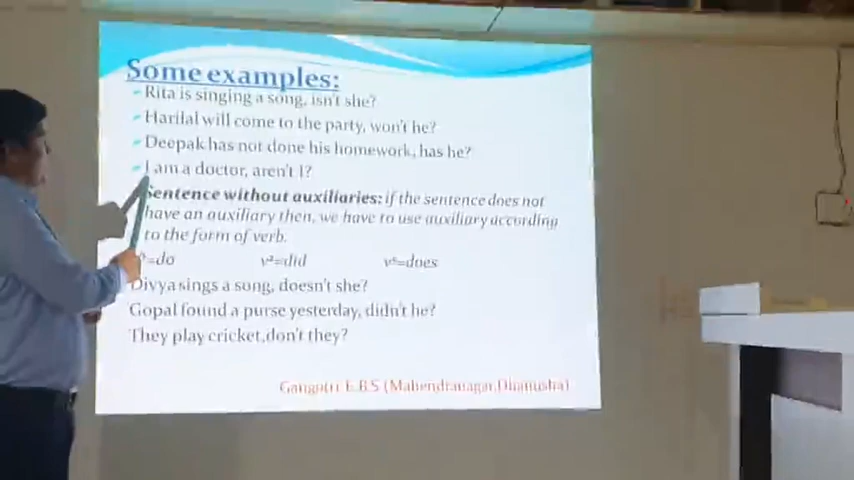 Some examples:
Rita is singing a song, isn't she?
Harilal will come to the party, won't he?
Deepak has not done his homework, has he?
I am a doctor, aren't I?
Sentence without auxiliaries: if the sentence does not
have an auxiliary then, we have to use auxiliary according
to the form of verb.
=do v²=did v⁵=does
Divya sings a song, doesn't she?
Gopal found a purse yesterday, didn't he?
They play cricket,don't they?
Gangotri E.B.S (Mahendranagar,Dhanusha)